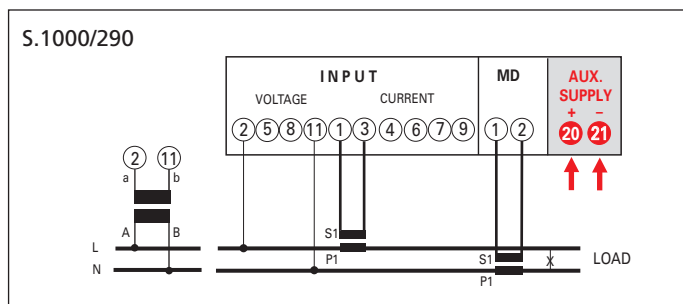 S.1000/290
INPUT
MD
AUX.
SUPPLY
VOLTAGE
CURRENT
+ −
2 5 8 11 1 3 4 6 7 9
1 2
20 21
2 11
a b
A B
S1
P1
S1
P1
L
N
X
LOAD